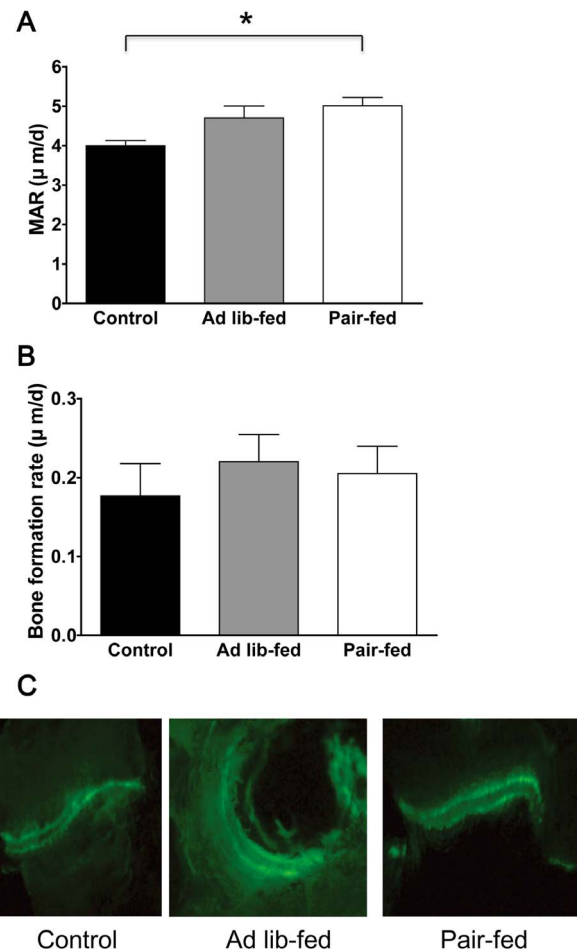 A
*
MAR (μ m/d)
6
5
4
3
2
1
0
Control Ad lib-fed Pair-fed
B
Bone formation rate (μ m/d)
0.3
0.2
0.1
0.0
Control Ad lib-fed Pair-fed
C
Control Ad lib-fed Pair-fed